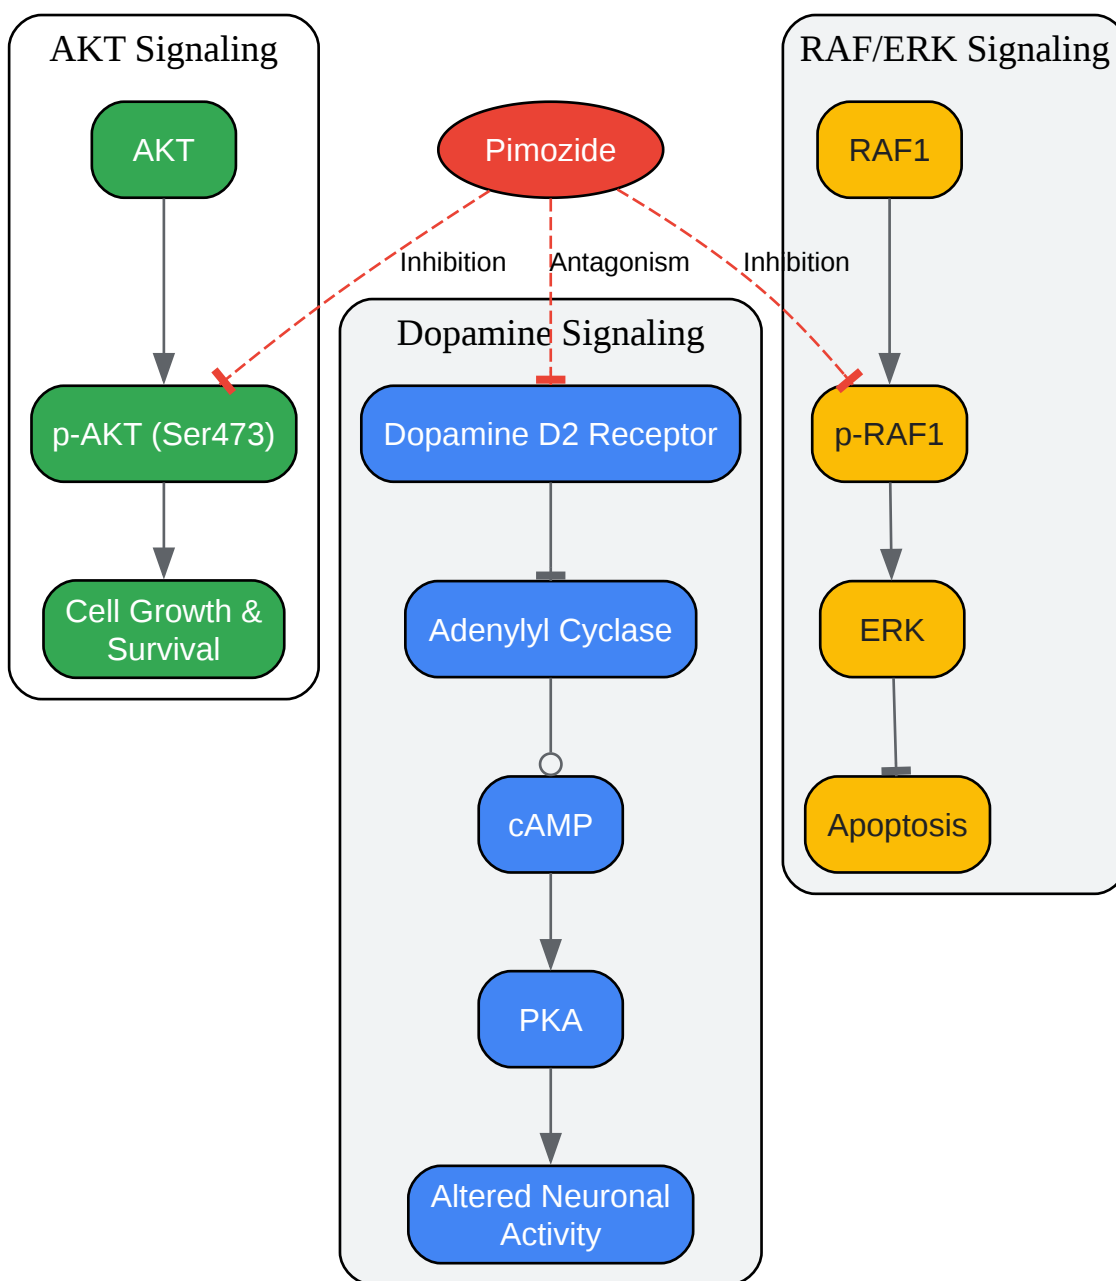 AKT Signaling
RAF/ERK Signaling
AKT
Pimozide
RAF1
Inhibition
Antagonism
Inhibition
Dopamine Signaling
p-AKT (Ser473)
Dopamine D2 Receptor
p-RAF1
Cell Growth &
Survival
Adenylyl Cyclase
ERK
cAMP
Apoptosis
PKA
Altered Neuronal
Activity